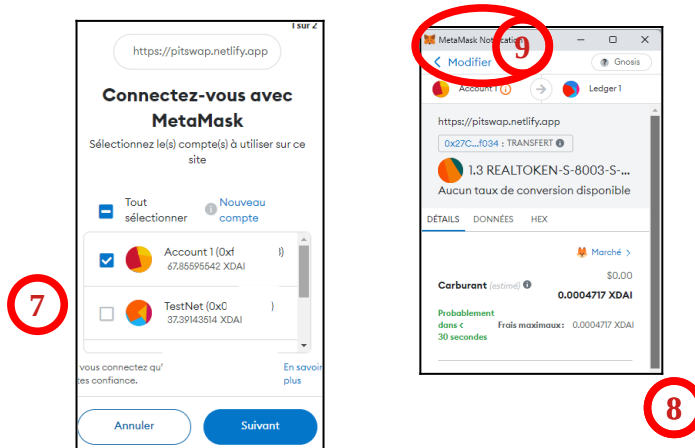 1 sur 2
https://pitswap.netlify.app
Connectez-vous avec
MetaMask
Sélectionnez le(s) compte(s) à utiliser sur ce
site
Tout
sélectionner
Nouveau
compte
Account 1 (0xf )
67.85595542 XDAI
TestNet (0x0 )
37.39143514 XDAI
vous connectez qu'
tes confiance.
En savoir
plus
Annuler
Suivant
7
MetaMask Notification
9
Modifier
Gnosis
Account 1
Ledger 1
https://pitswap.netlify.app
0x27C...f034 : TRANSFERT
1.3 REALTOKEN-S-8003-S-...
Aucun taux de conversion disponible
DÉTAILS DONNÉES HEX
Marché >
$0.00
Carburant (estimé)
0.0004717 XDAI
Probablement
dans <
30 secondes
Frais maximaux : 0.0004717 XDAI
8